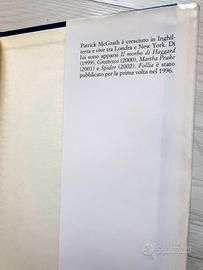 Patrick McGrath è cresciuto in Inghil-
terra e vive tra Londra e New York. Di
lui sono apparsi Il morbo di Haggard
(1999), Grottesco (2000), Martha Peake
(2001) e Spider (2002). Follia è stato
pubblicato per la prima volta nel 1996.